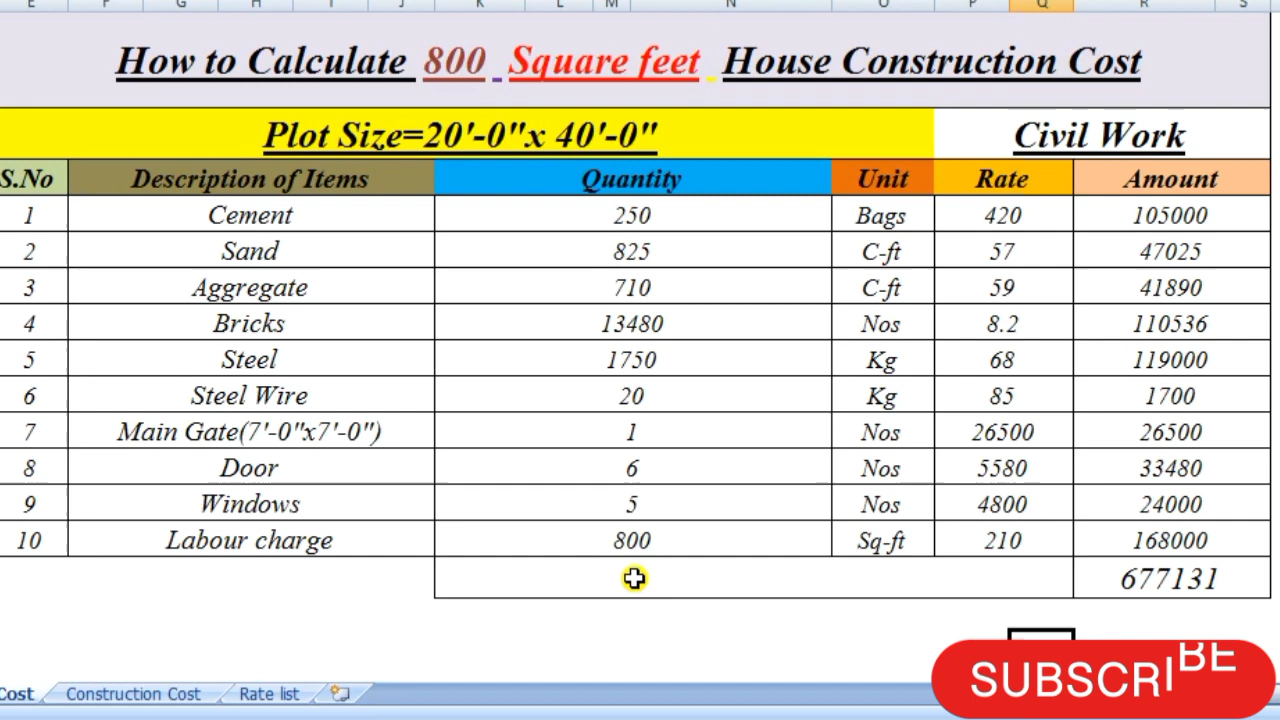 E F G H I J K L M N O P Q R S
How to Calculate 800 Square feet House Construction Cost
Plot Size=20'-0"x 40'-0" Civil Work
S.No Description of Items Quantity Unit Rate Amount
1 Cement 250 Bags 420 105000
2 Sand 825 C-ft 57 47025
3 Aggregate 710 C-ft 59 41890
4 Bricks 13480 Nos 8.2 110536
5 Steel 1750 Kg 68 119000
6 Steel Wire 20 Kg 85 1700
7 Main Gate(7'-0"x7'-0") 1 Nos 26500 26500
8 Door 6 Nos 5580 33480
9 Windows 5 Nos 4800 24000
10 Labour charge 800 Sq-ft 210 168000
677131
SUBSCRIBE
Cost Construction Cost Rate list